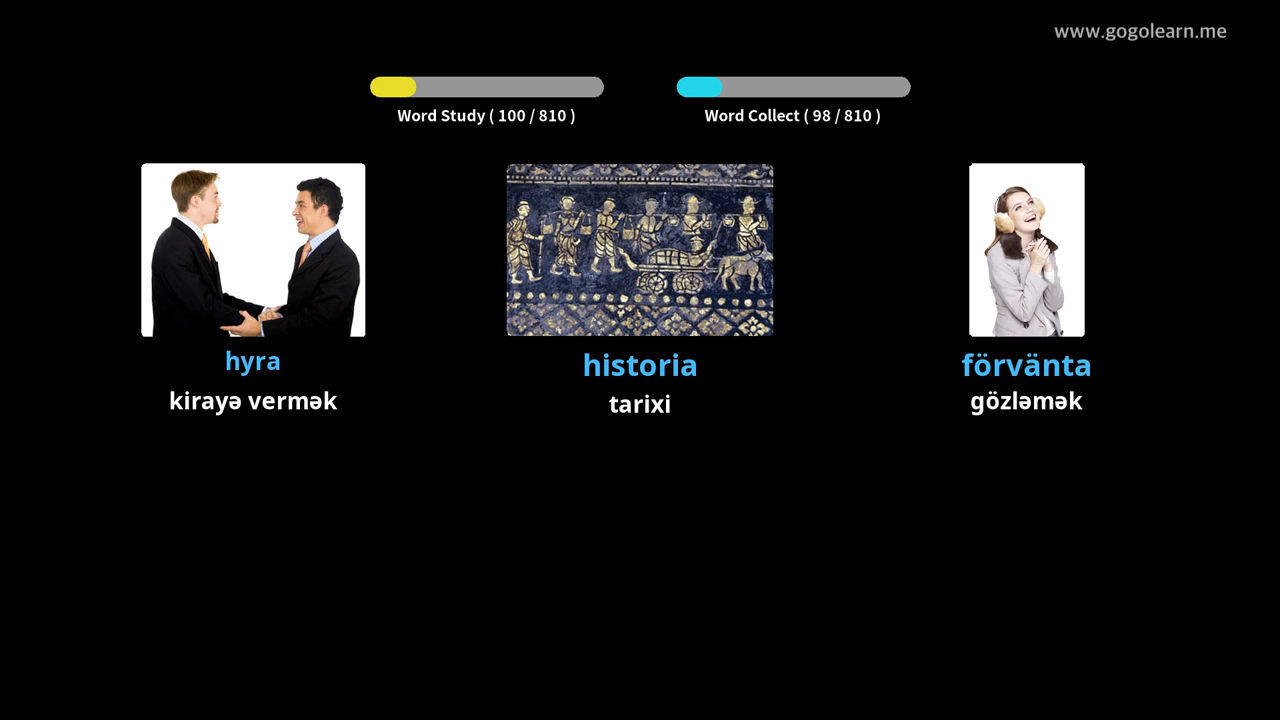 www.gogolearn.me
Word Study ( 100 / 810 )
Word Collect ( 98 / 810 )
hyra
kirayə vermək
historia
tarixi
förvänta
gözləmək